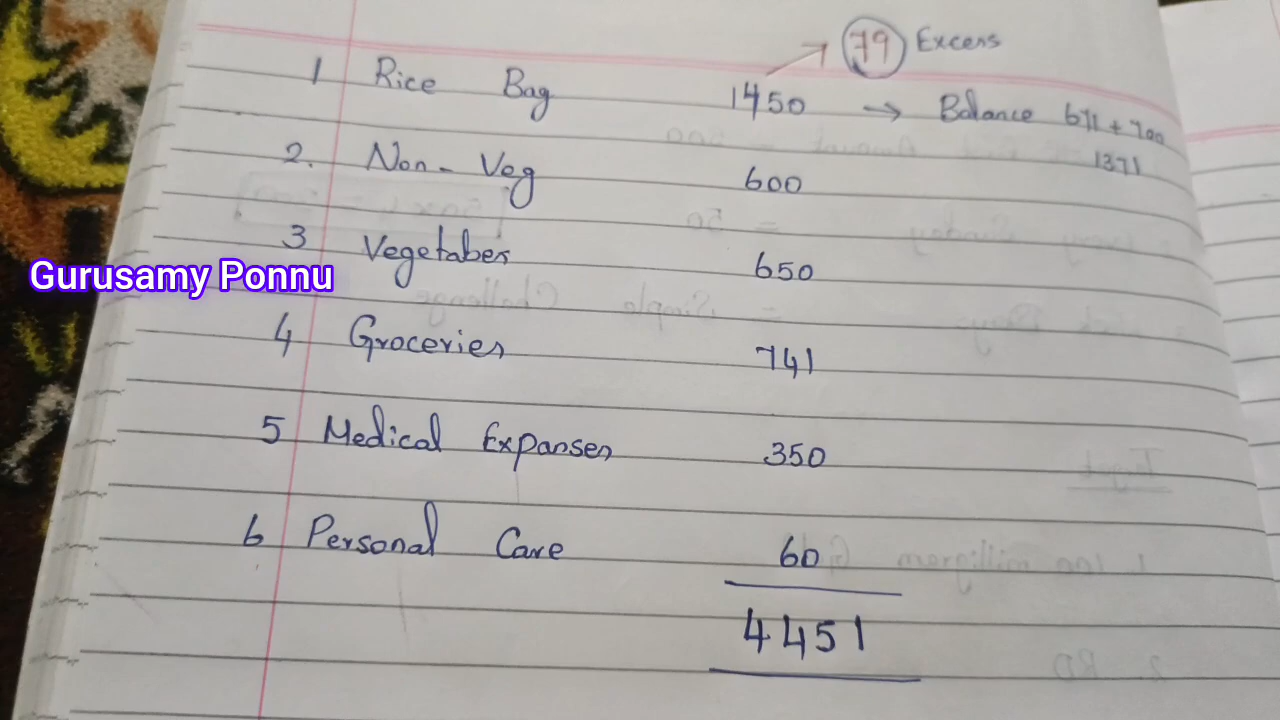 79 Excess
1 Rice Bag 1450 → Balance 671 + 700
1371
2. Non-Veg 600
3 Vegetabes 650
Gurusamy Ponnu
4 Groceries 741
5 Medical Expanses 350
6 Personal Care 60
4451